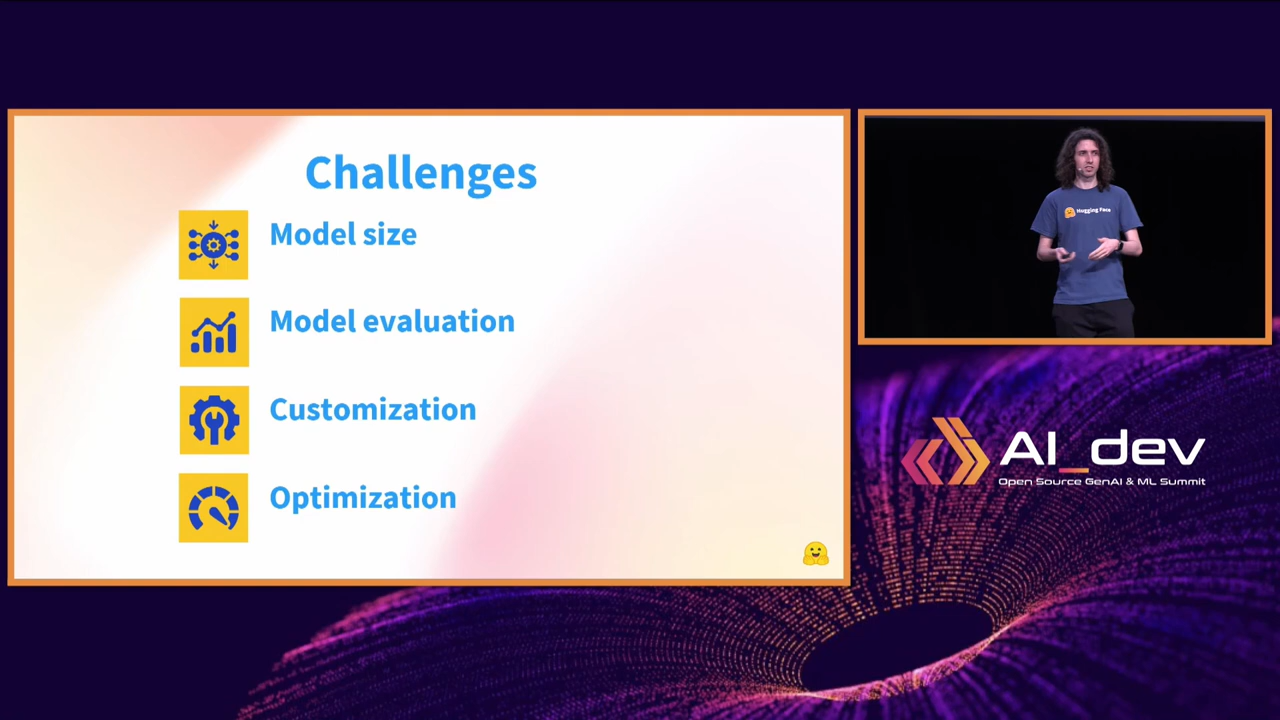 Challenges
Model size
Model evaluation
Customization
Optimization
Hugging Face
AI_dev
Open Source GenAI & ML Summit